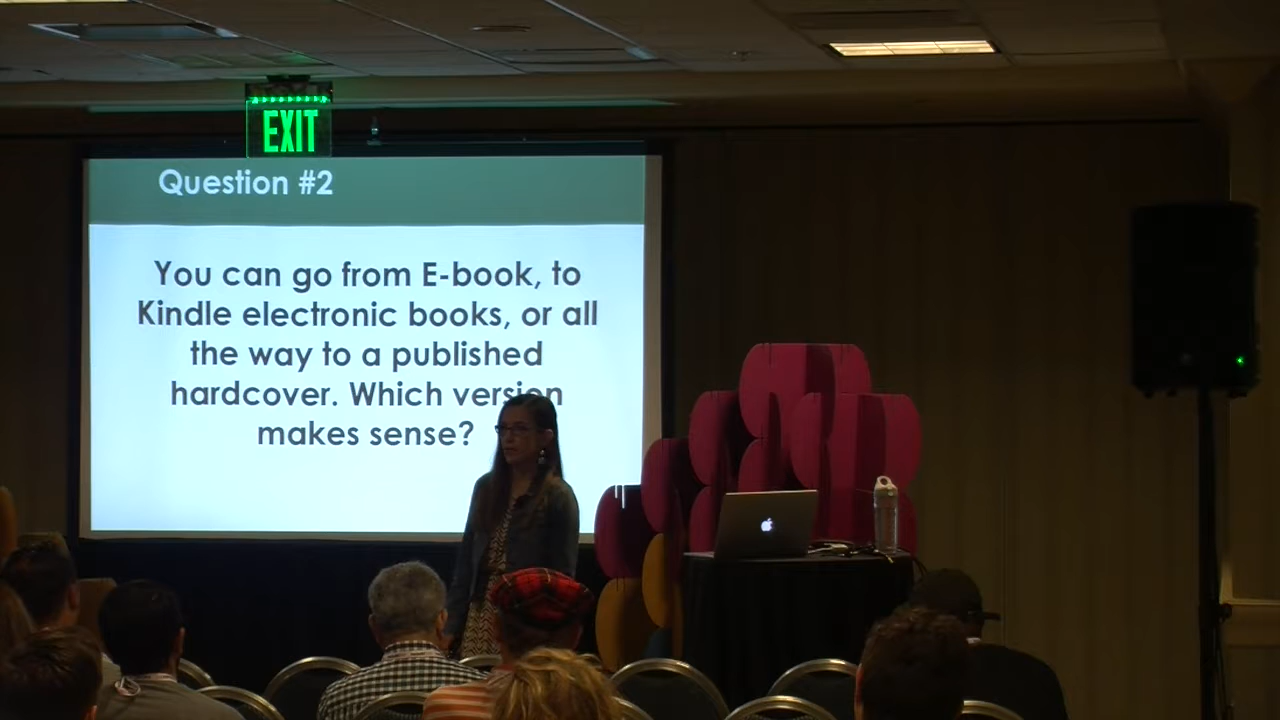 EXIT
Question #2
You can go from E-book, to
Kindle electronic books, or all
the way to a published
hardcover. Which version
makes sense?